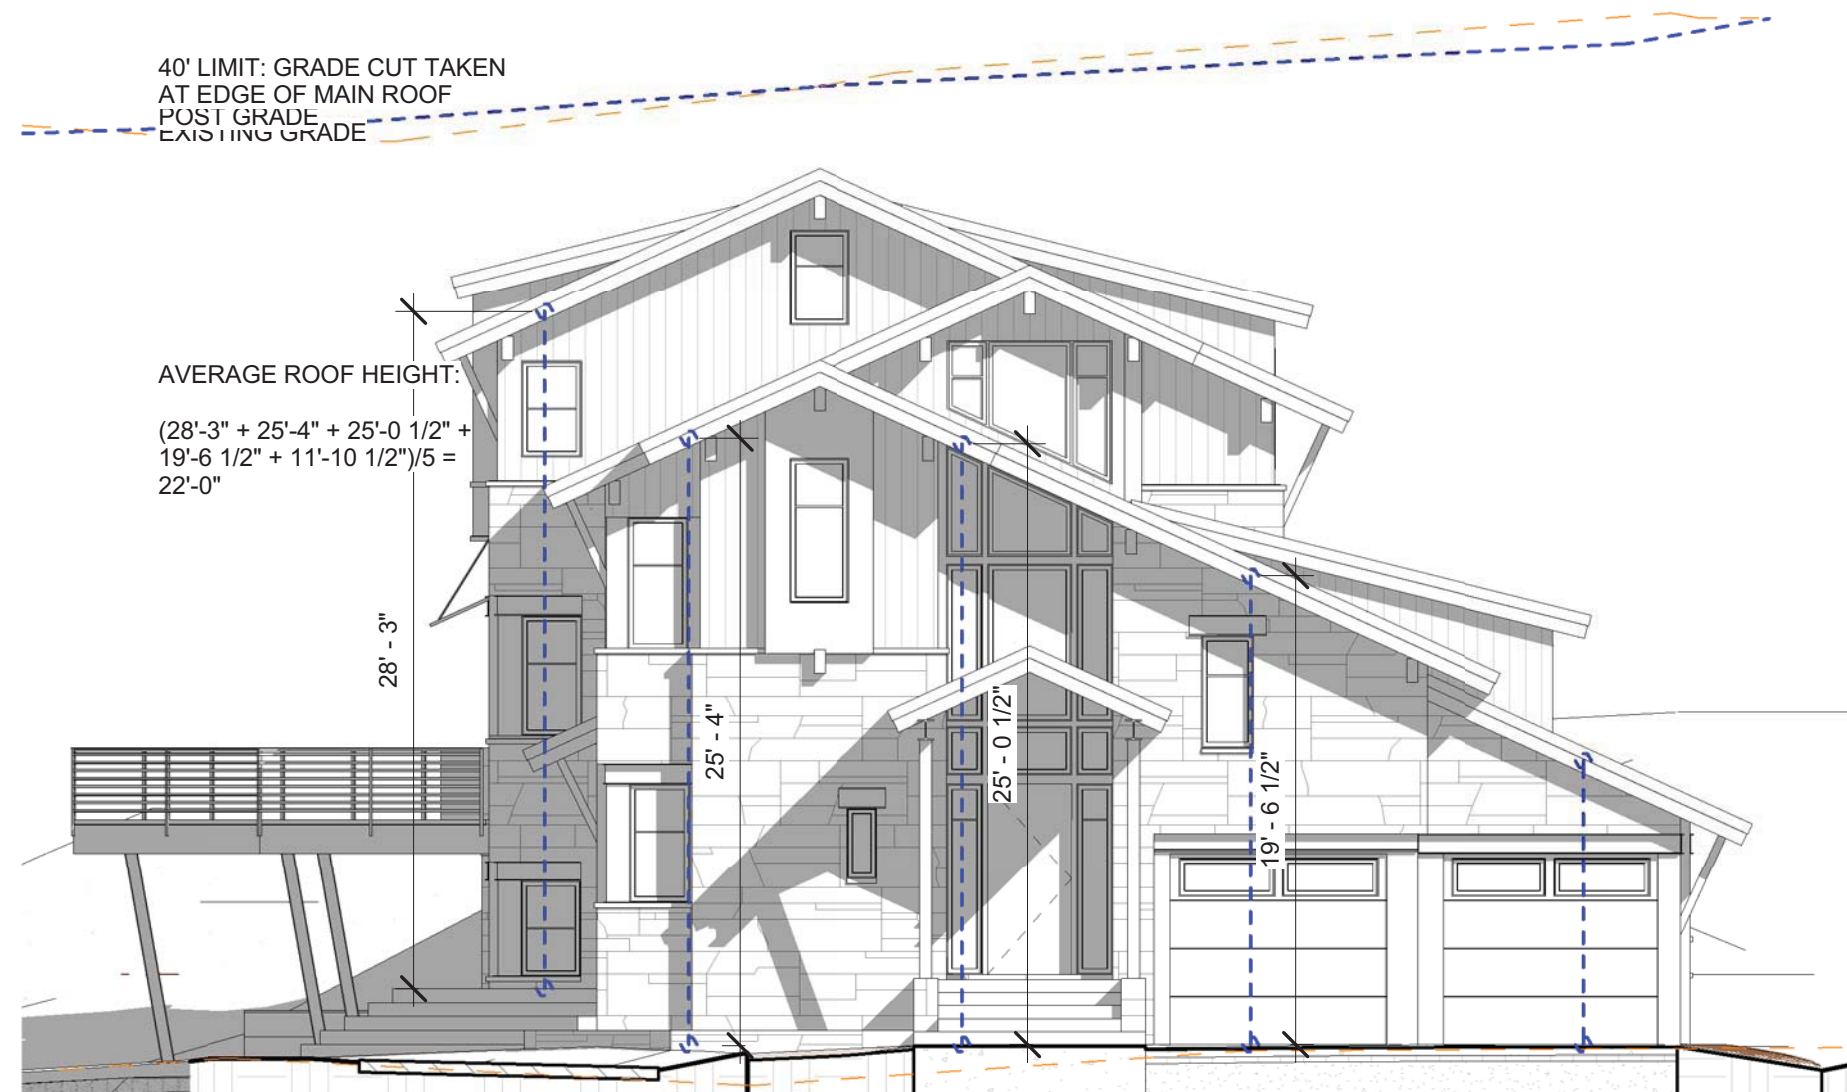 40' LIMIT: GRADE CUT TAKEN
AT EDGE OF MAIN ROOF
POST GRADE
EXISTING GRADE
AVERAGE ROOF HEIGHT:
(28'-3" + 25'-4" + 25'-0 1/2" +
19'-6 1/2" + 11'-10 1/2")/5 =
22'-0"
28' - 3"
25' - 4"
25' - 0 1/2"
19' - 6 1/2"